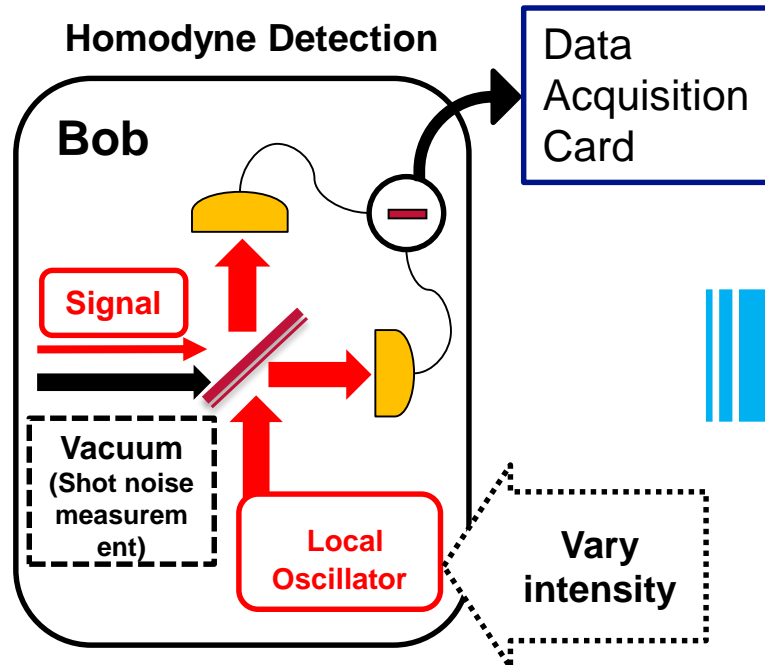 Homodyne Detection
Data
Acquisition
Card
Bob
Signal
Vacuum
(Shot noise
measurem
ent)
Local
Oscillator
Vary
intensity